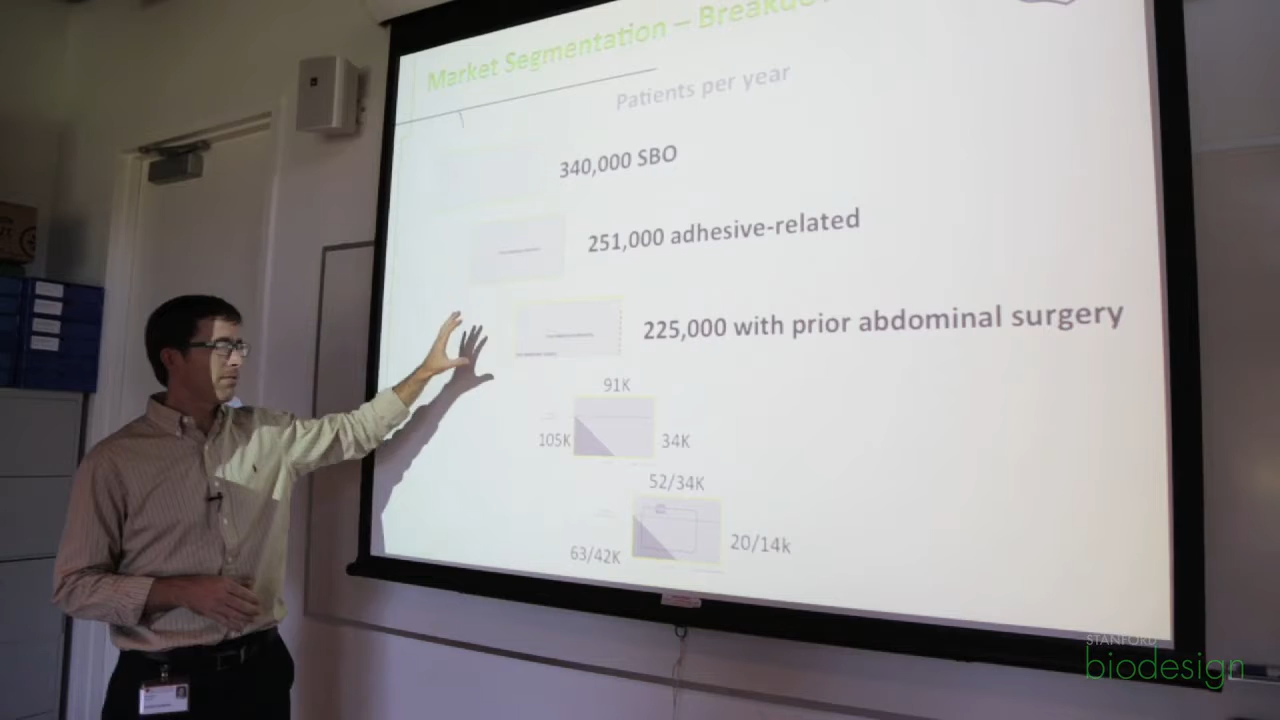 Market Segmentation – Breakdo
Patients per year
340,000 SBO
251,000 adhesive-related
225,000 with prior abdominal surgery
91K
105K
34K
52/34K
63/42K
20/14k
STANFORD
biodesign